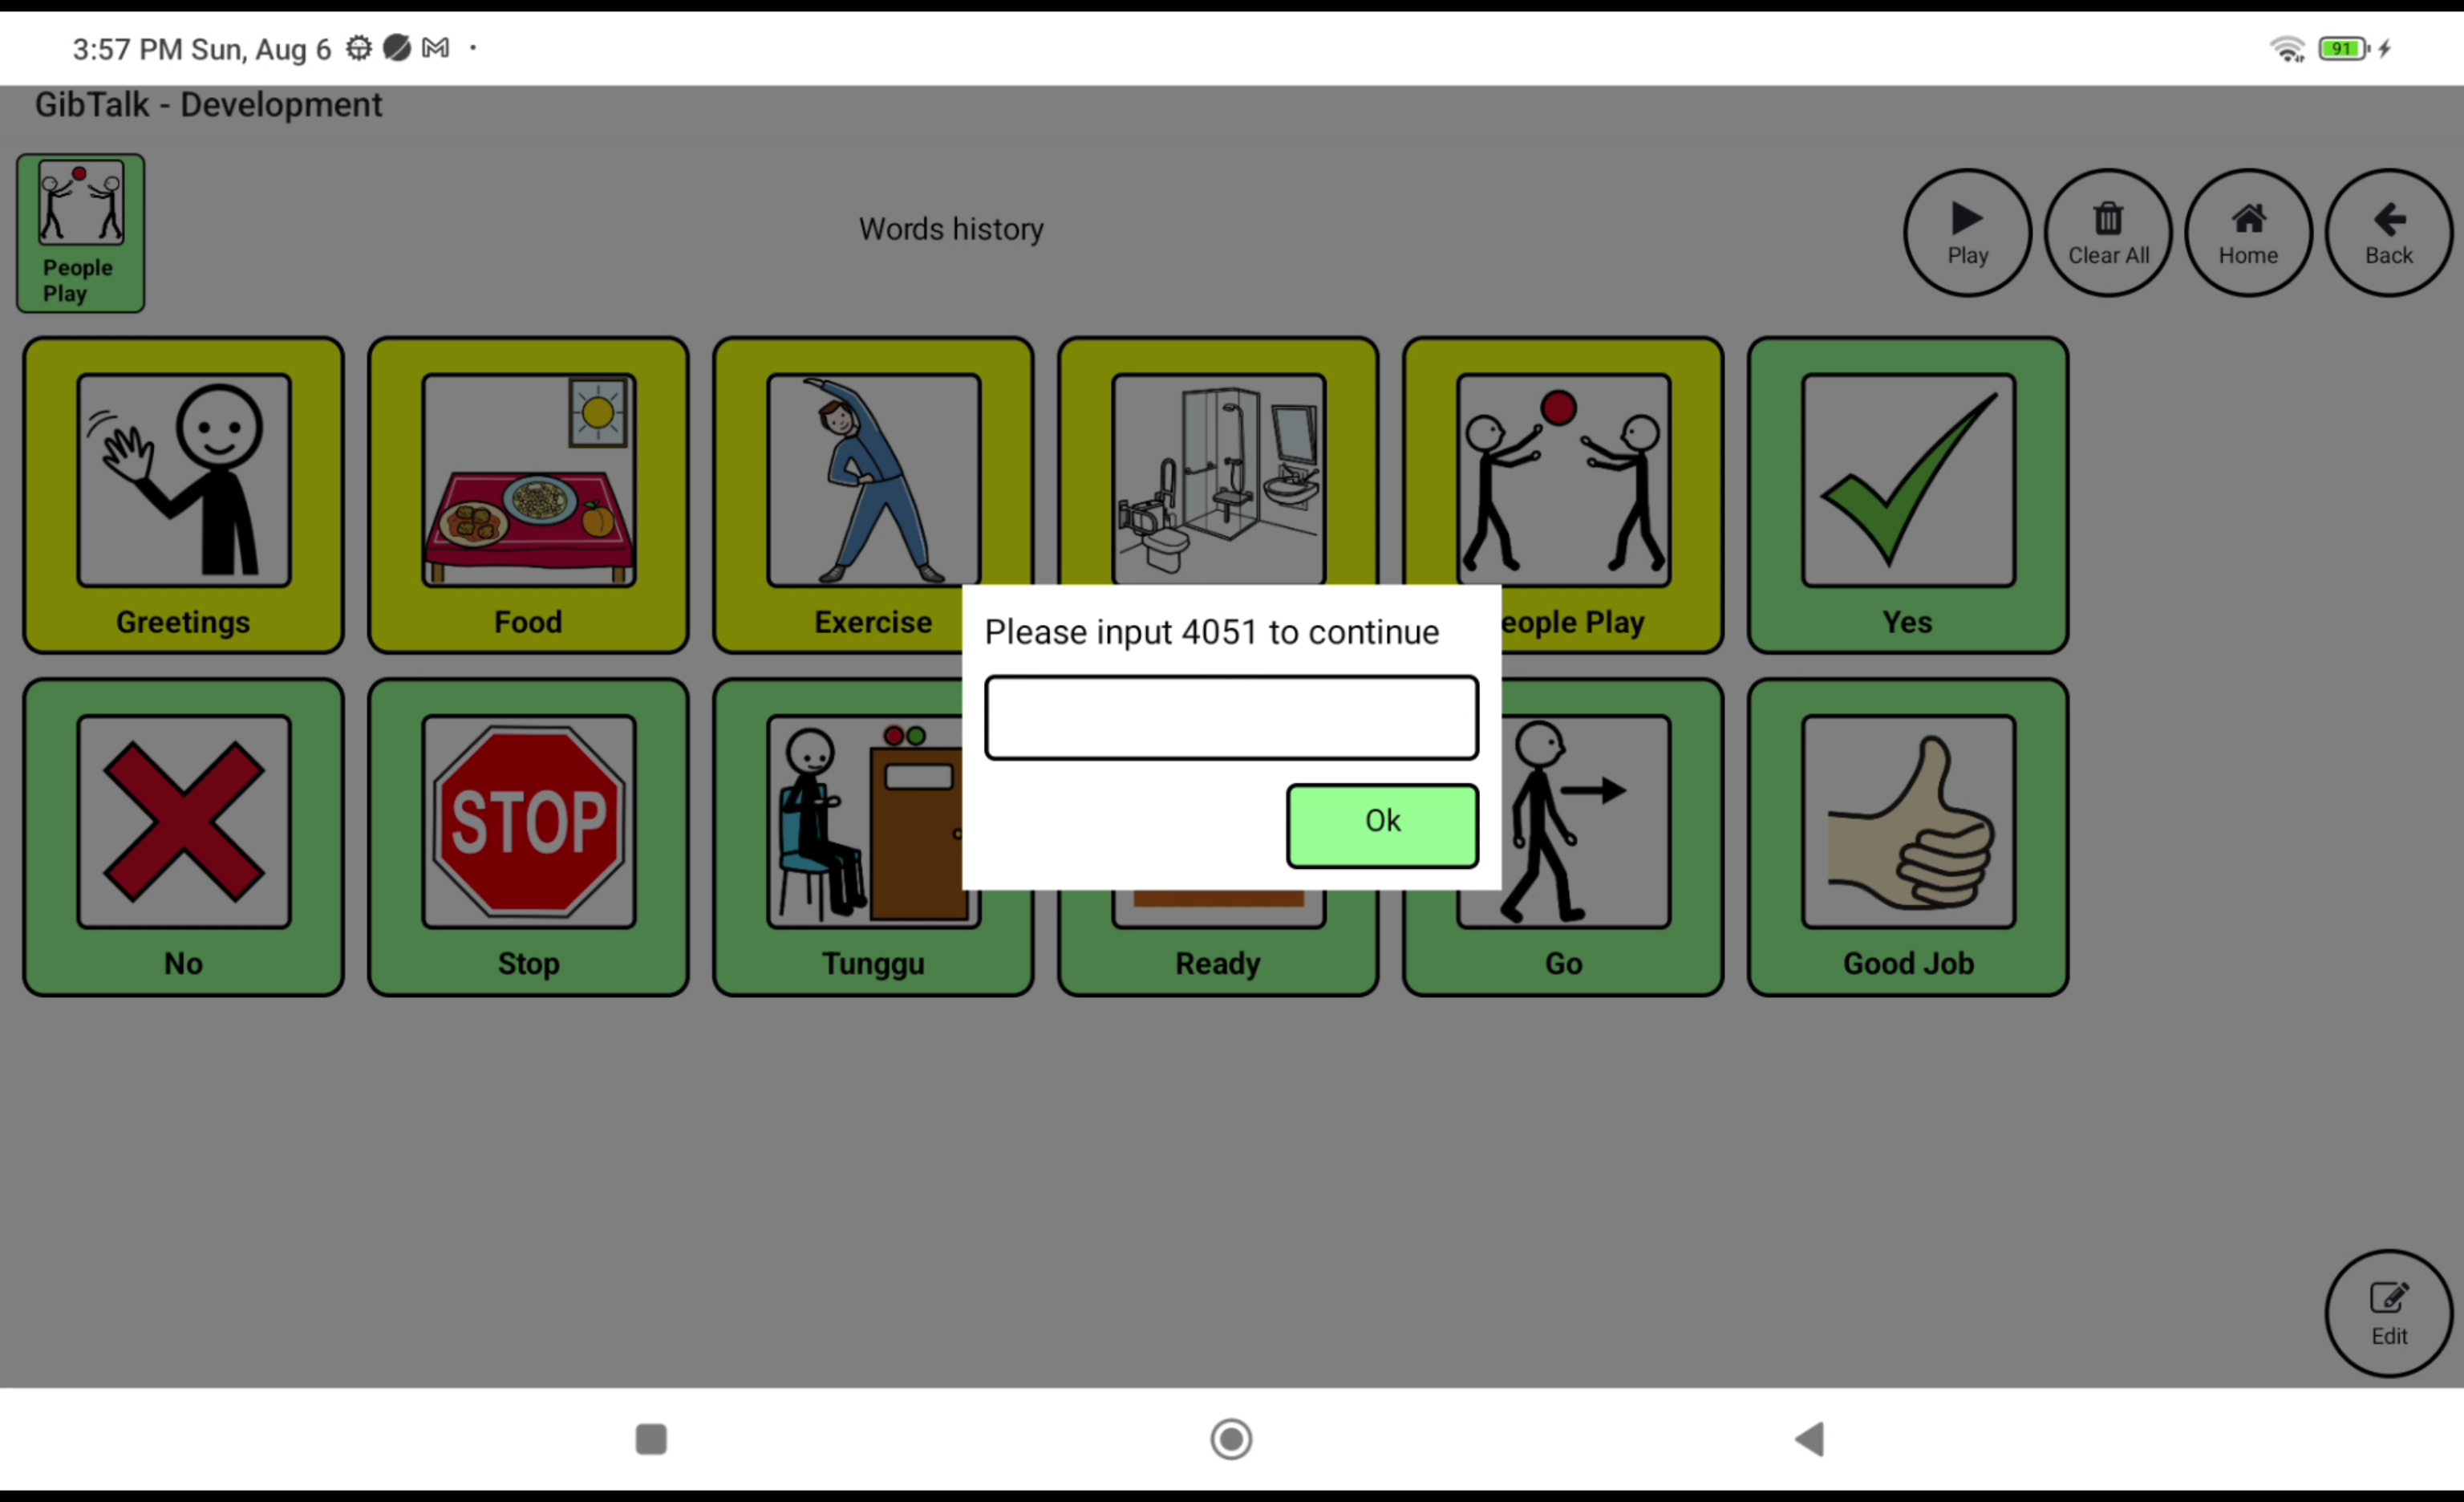 3:57 PM Sun, Aug 6
91
GibTalk - Development
People
Play
Words history
Play
Clear All
Home
Back
Greetings
Food
Exercise
eople Play
Yes
Please input 4051 to continue
Ok
STOP
No
Stop
Tunggu
Ready
Go
Good Job
Edit